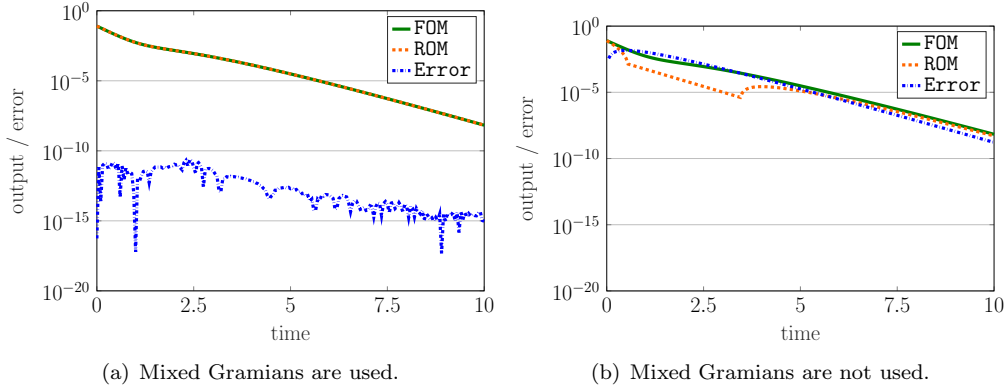 10^0
10^−5
10^−10
10^−15
10^−20
output / error
FOM
ROM
Error
0
2.5
5
7.5
10
time
(a) Mixed Gramians are used.
10^0
10^−5
10^−10
10^−15
10^−20
output / error
FOM
ROM
Error
0
2.5
5
7.5
10
time
(b) Mixed Gramians are not used.